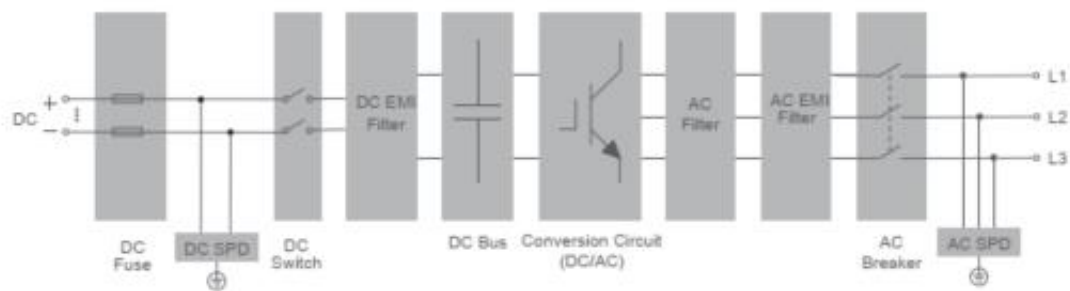 DC
+
−
DC
Fuse
DC SPD
DC
Switch
DC EMI
Filter
DC Bus
Conversion Circuit
(DC/AC)
AC
Filter
AC EMI
Filter
AC
Breaker
AC SPD
L1
L2
L3